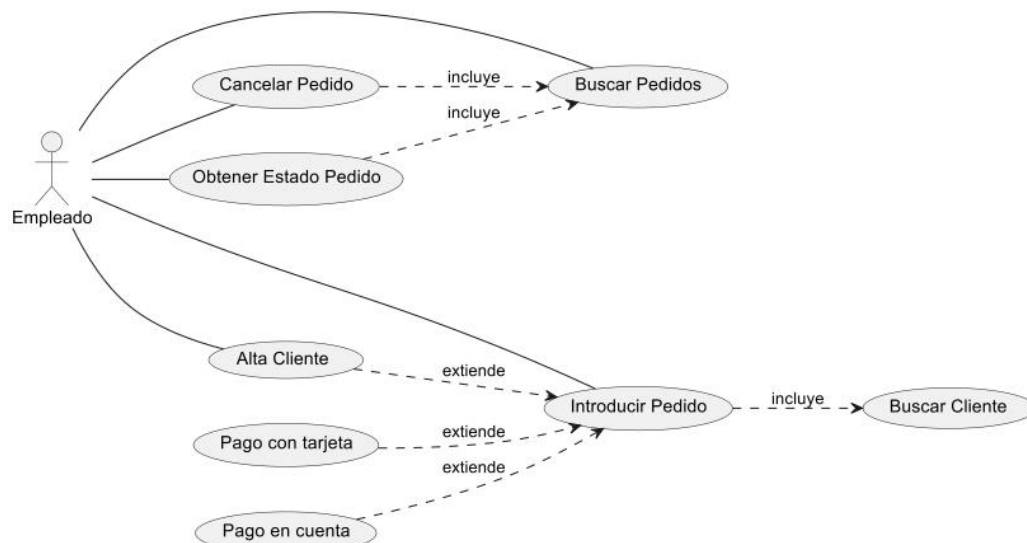 Cancelar Pedido
incluye
Buscar Pedidos
incluye
Obtener Estado Pedido
Empleado
Alta Cliente
extiende
Introducir Pedido
incluye
Buscar Cliente
Pago con tarjeta
extiende
extiende
Pago en cuenta